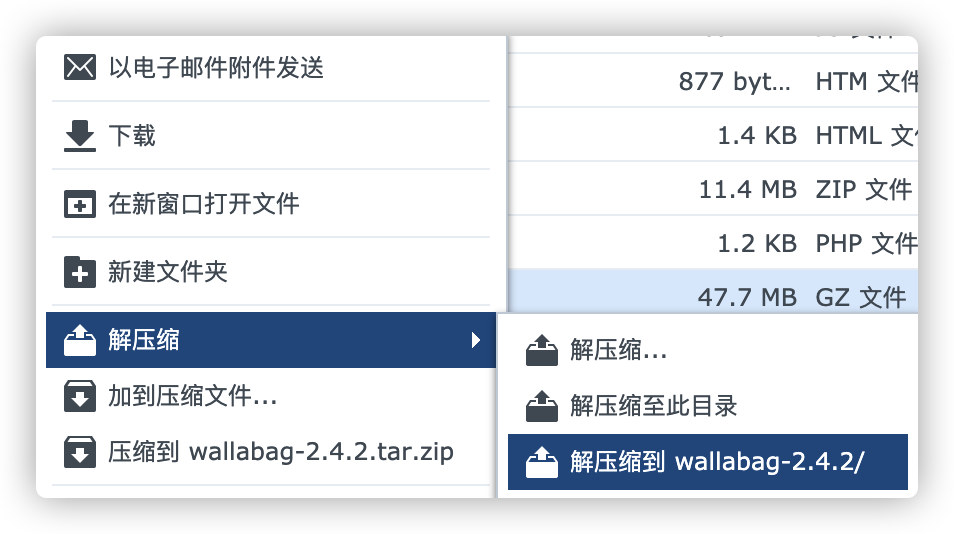 以电子邮件附件发送
下载
在新窗口打开文件
新建文件夹
解压缩
加到压缩文件...
压缩到 wallabag-2.4.2.tar.zip
877 byt... HTM 文件
1.4 KB HTML 文
11.4 MB ZIP 文件
1.2 KB PHP 文件
47.7 MB GZ 文件
解压缩...
解压缩至此目录
解压缩到 wallabag-2.4.2/